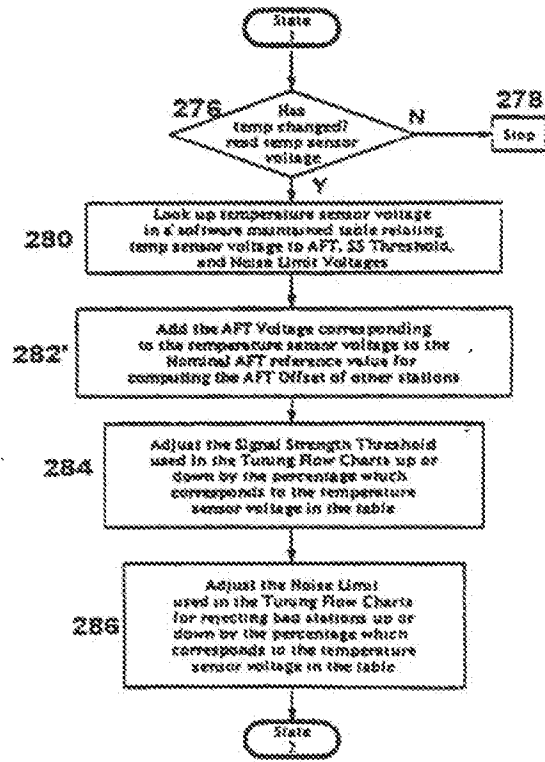 State
276
Has
temp changed?
read temp sensor
voltage
N
278
Stop
Y
280
Look up temperature sensor voltage
in a software maintained table relating
temp sensor voltage to AFT, SS Threshold,
and Noise Limit Voltages
282'
Add the AFT Voltage corresponding
to the temperature sensor voltage to the
Nominal AFT reference value for
computing the AFT Offset of other stations
284
Adjust the Signal Strength Threshold
used in the Tuning Flow Charts up or
down by the percentage which
corresponds to the temperature
sensor voltage in the table
286
Adjust the Noise Limit
used in the Tuning Flow Charts
for rejecting bad stations up or
down by the percentage which
corresponds to the temperature
sensor voltage in the table
State